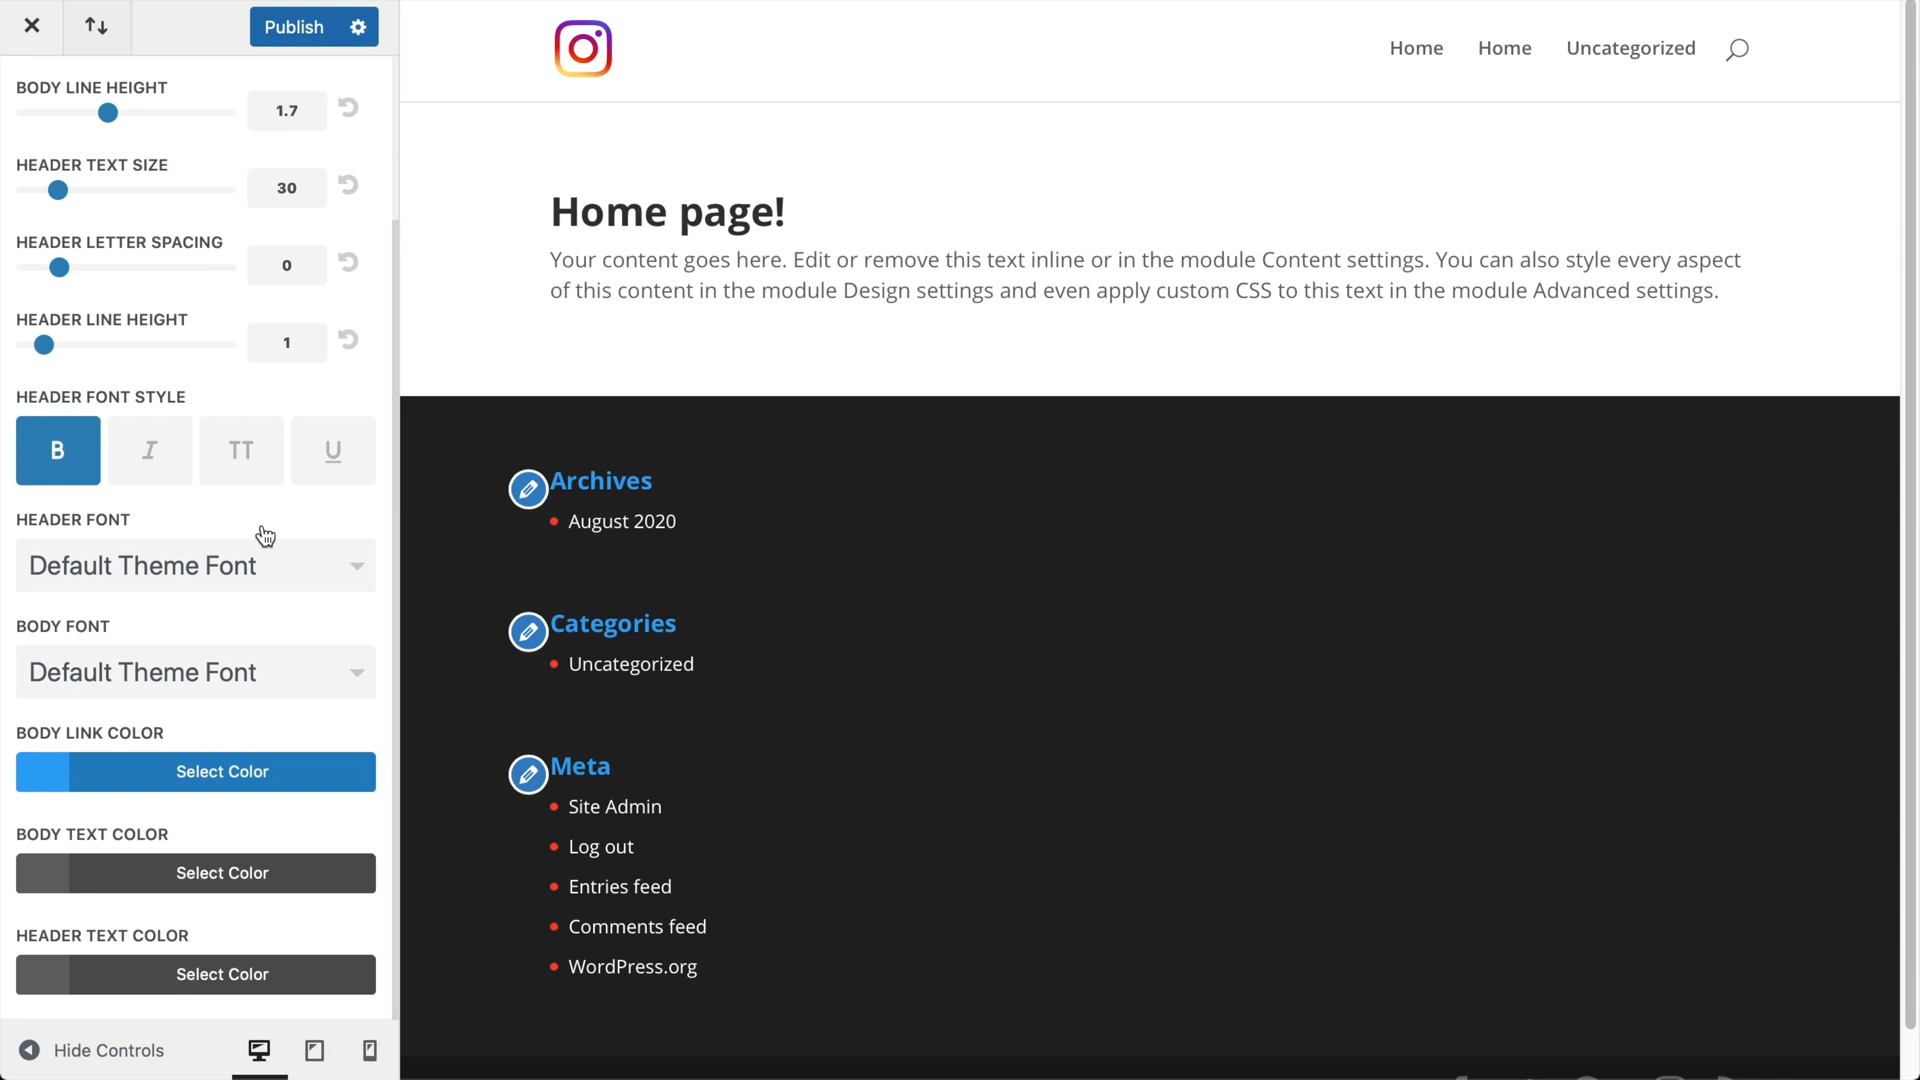 Publish
BODY LINE HEIGHT
1.7
HEADER TEXT SIZE
30
HEADER LETTER SPACING
0
HEADER LINE HEIGHT
1
HEADER FONT STYLE
B I TT U
HEADER FONT
Default Theme Font
BODY FONT
Default Theme Font
BODY LINK COLOR
Select Color
BODY TEXT COLOR
Select Color
HEADER TEXT COLOR
Select Color
Hide Controls
Home Home Uncategorized
Home page!
Your content goes here. Edit or remove this text inline or in the module Content settings. You can also style every aspect
of this content in the module Design settings and even apply custom CSS to this text in the module Advanced settings.
Archives
August 2020
Categories
Uncategorized
Meta
Site Admin
Log out
Entries feed
Comments feed
WordPress.org